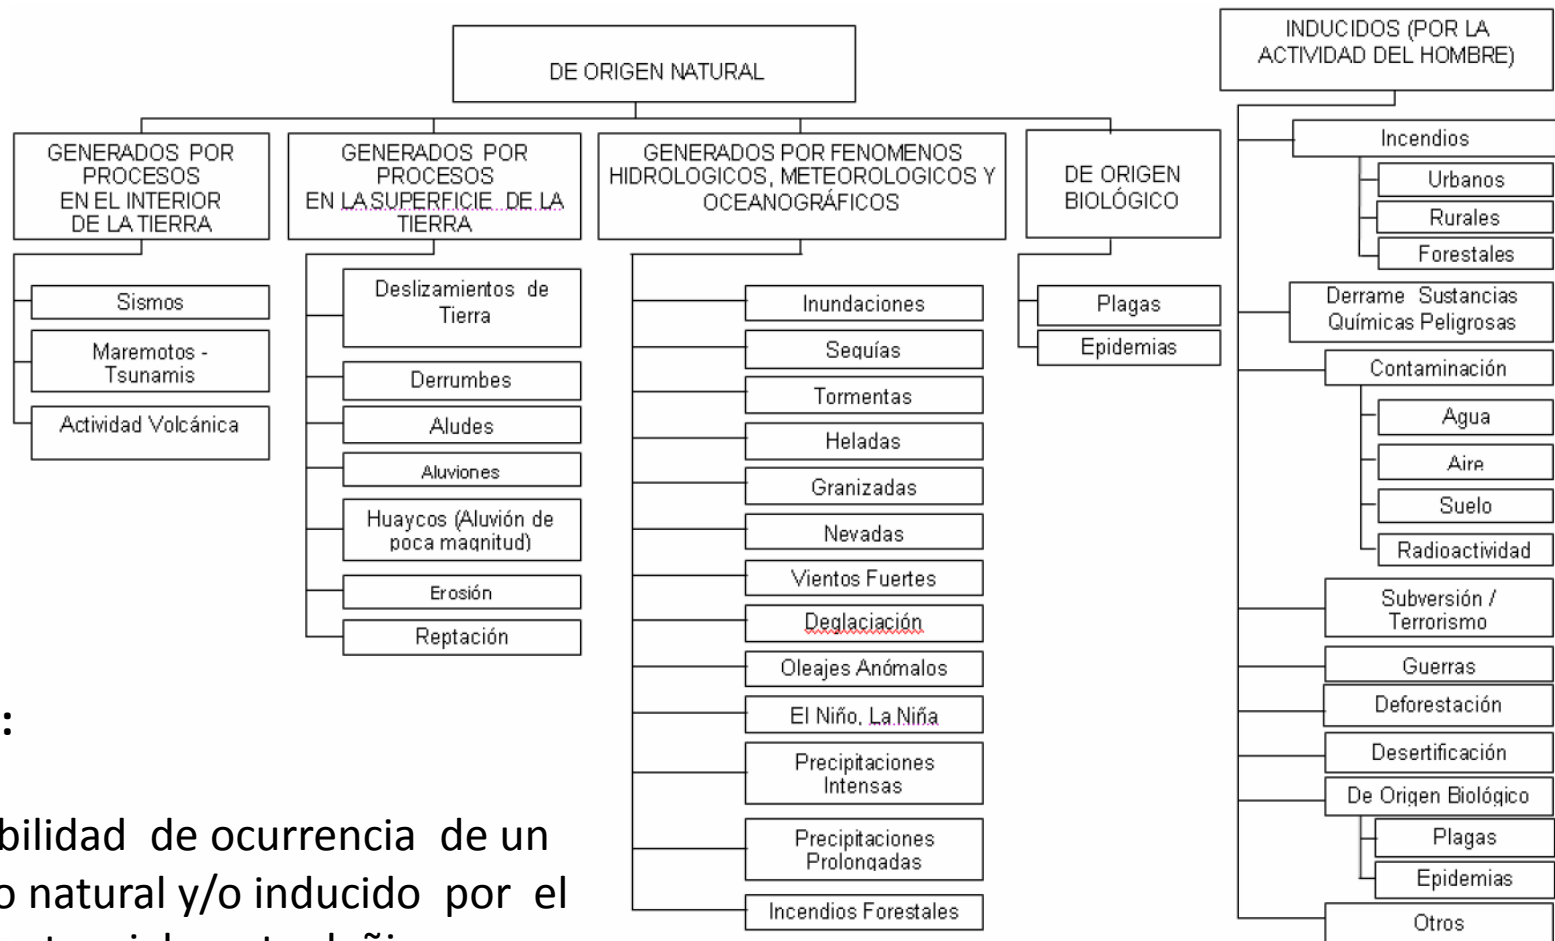 DE ORIGEN NATURAL
GENERADOS POR
PROCESOS
EN EL INTERIOR
DE LA TIERRA
Sismos
Maremotos -
Tsunamis
Actividad Volcánica
GENERADOS POR
PROCESOS
EN LA SUPERFICIE DE LA
TIERRA
Deslizamientos de
Tierra
Derrumbes
Aludes
Aluviones
Huaycos (Aluvión de
poca magnitud)
Erosión
Reptación
GENERADOS POR FENOMENOS
HIDROLOGICOS, METEOROLOGICOS Y
OCEANOGRÁFICOS
Inundaciones
Sequías
Tormentas
Heladas
Granizadas
Nevadas
Vientos Fuertes
Deglaciación
Oleajes Anómalos
El Niño, La Niña
Precipitaciones
Intensas
Precipitaciones
Prolongadas
Incendios Forestales
DE ORIGEN
BIOLÓGICO
Plagas
Epidemias
INDUCIDOS (POR LA
ACTIVIDAD DEL HOMBRE)
Incendios
Urbanos
Rurales
Forestales
Derrame Sustancias
Químicas Peligrosas
Contaminación
Agua
Aire
Suelo
Radioactividad
Subversión /
Terrorismo
Guerras
Deforestación
Desertificación
De Origen Biológico
Plagas
Epidemias
Otros
:
bilidad de ocurrencia de un
o natural y/o inducido por el